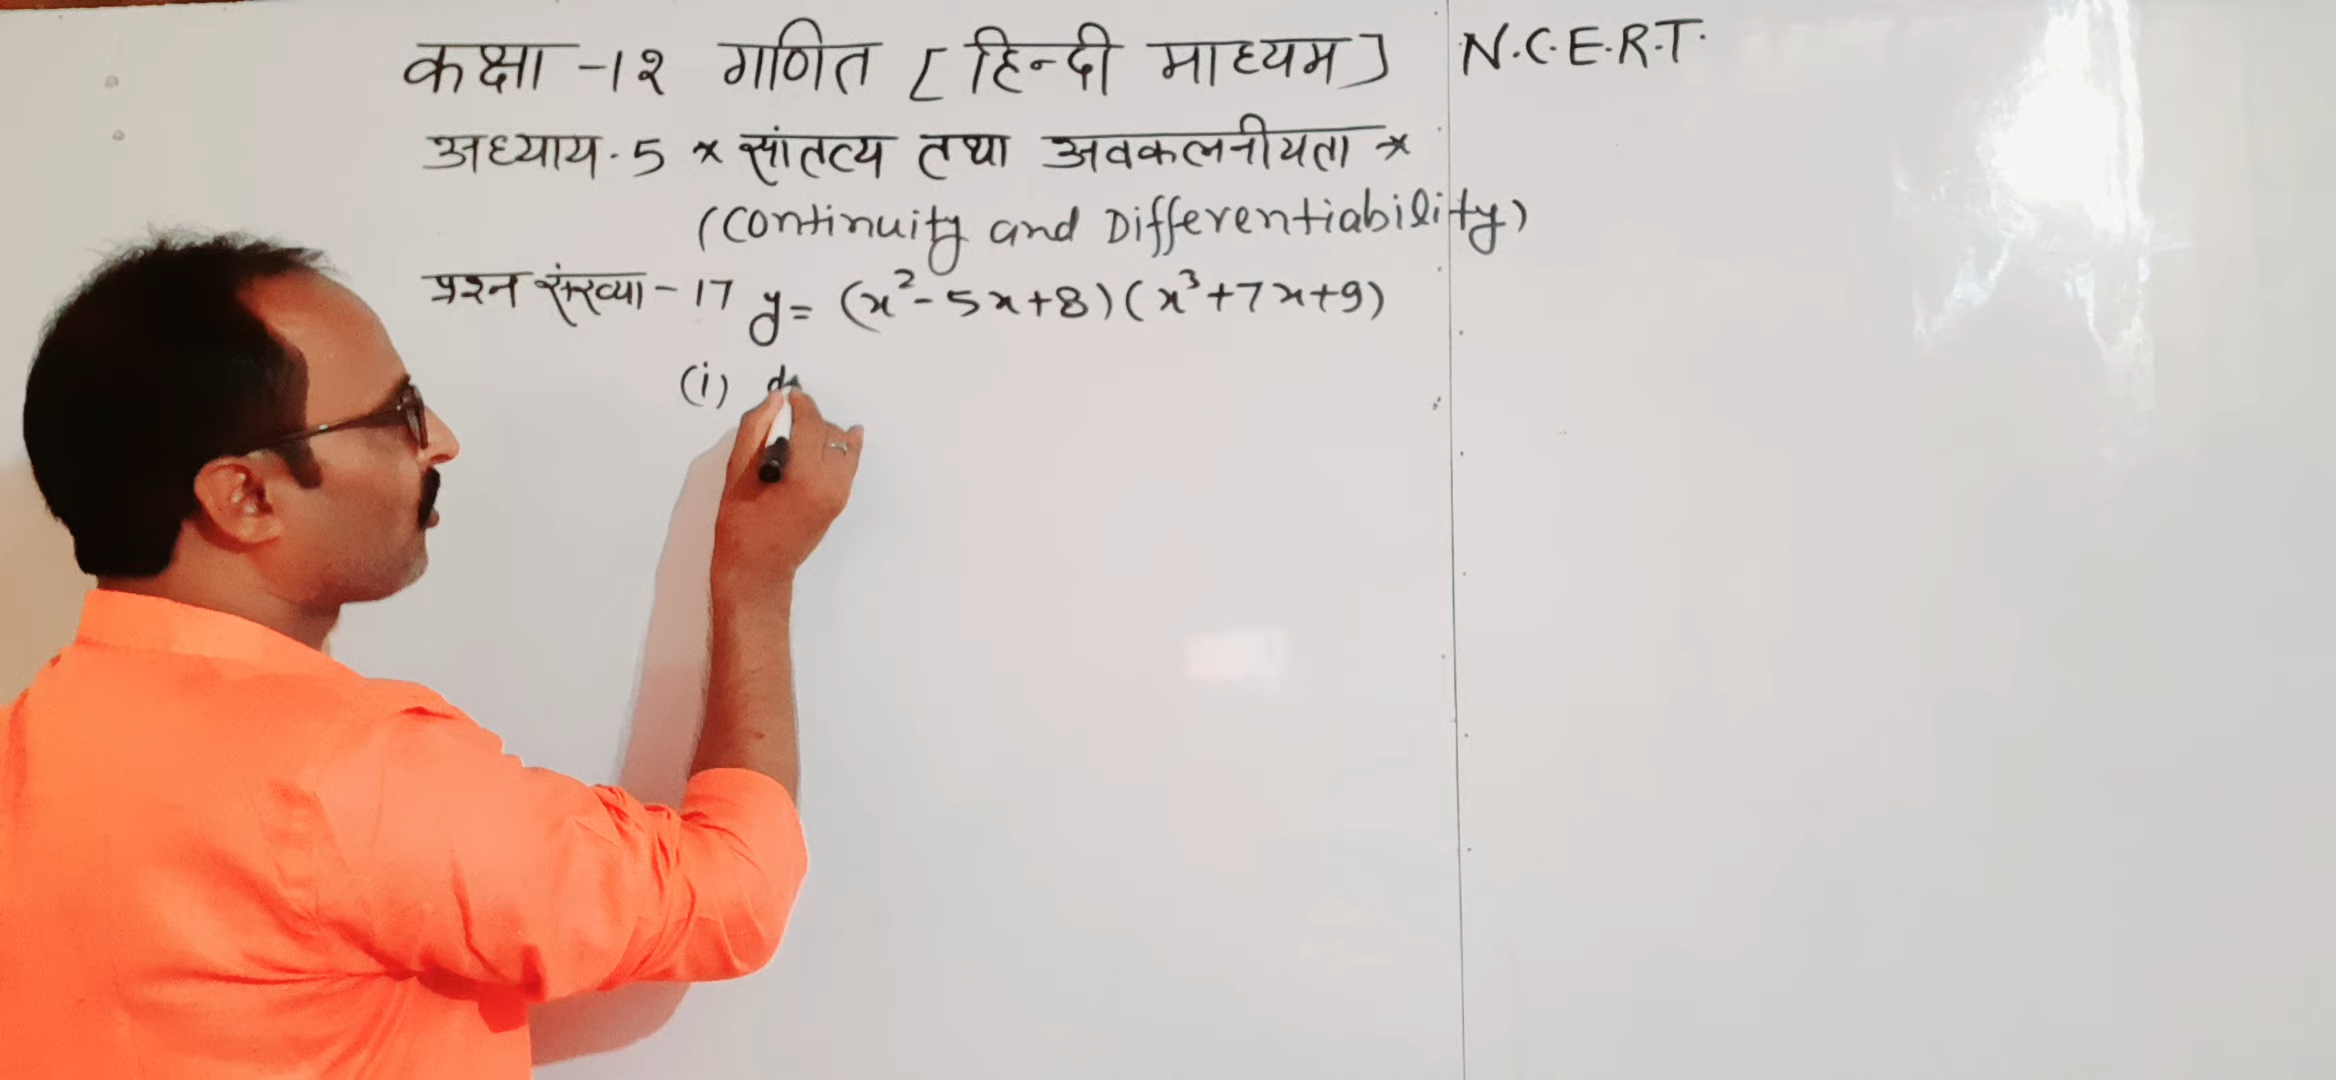 कक्षा -१२ गणित [हिन्दी माध्यम] N.C.E.R.T.
अध्याय.5 * सांतत्य तथा अवकलनीयता *
(Continuity and Differentiability)
प्रश्न संख्या - 17 y = (x²- 5x+8)(x³+7x+9)
(i) d